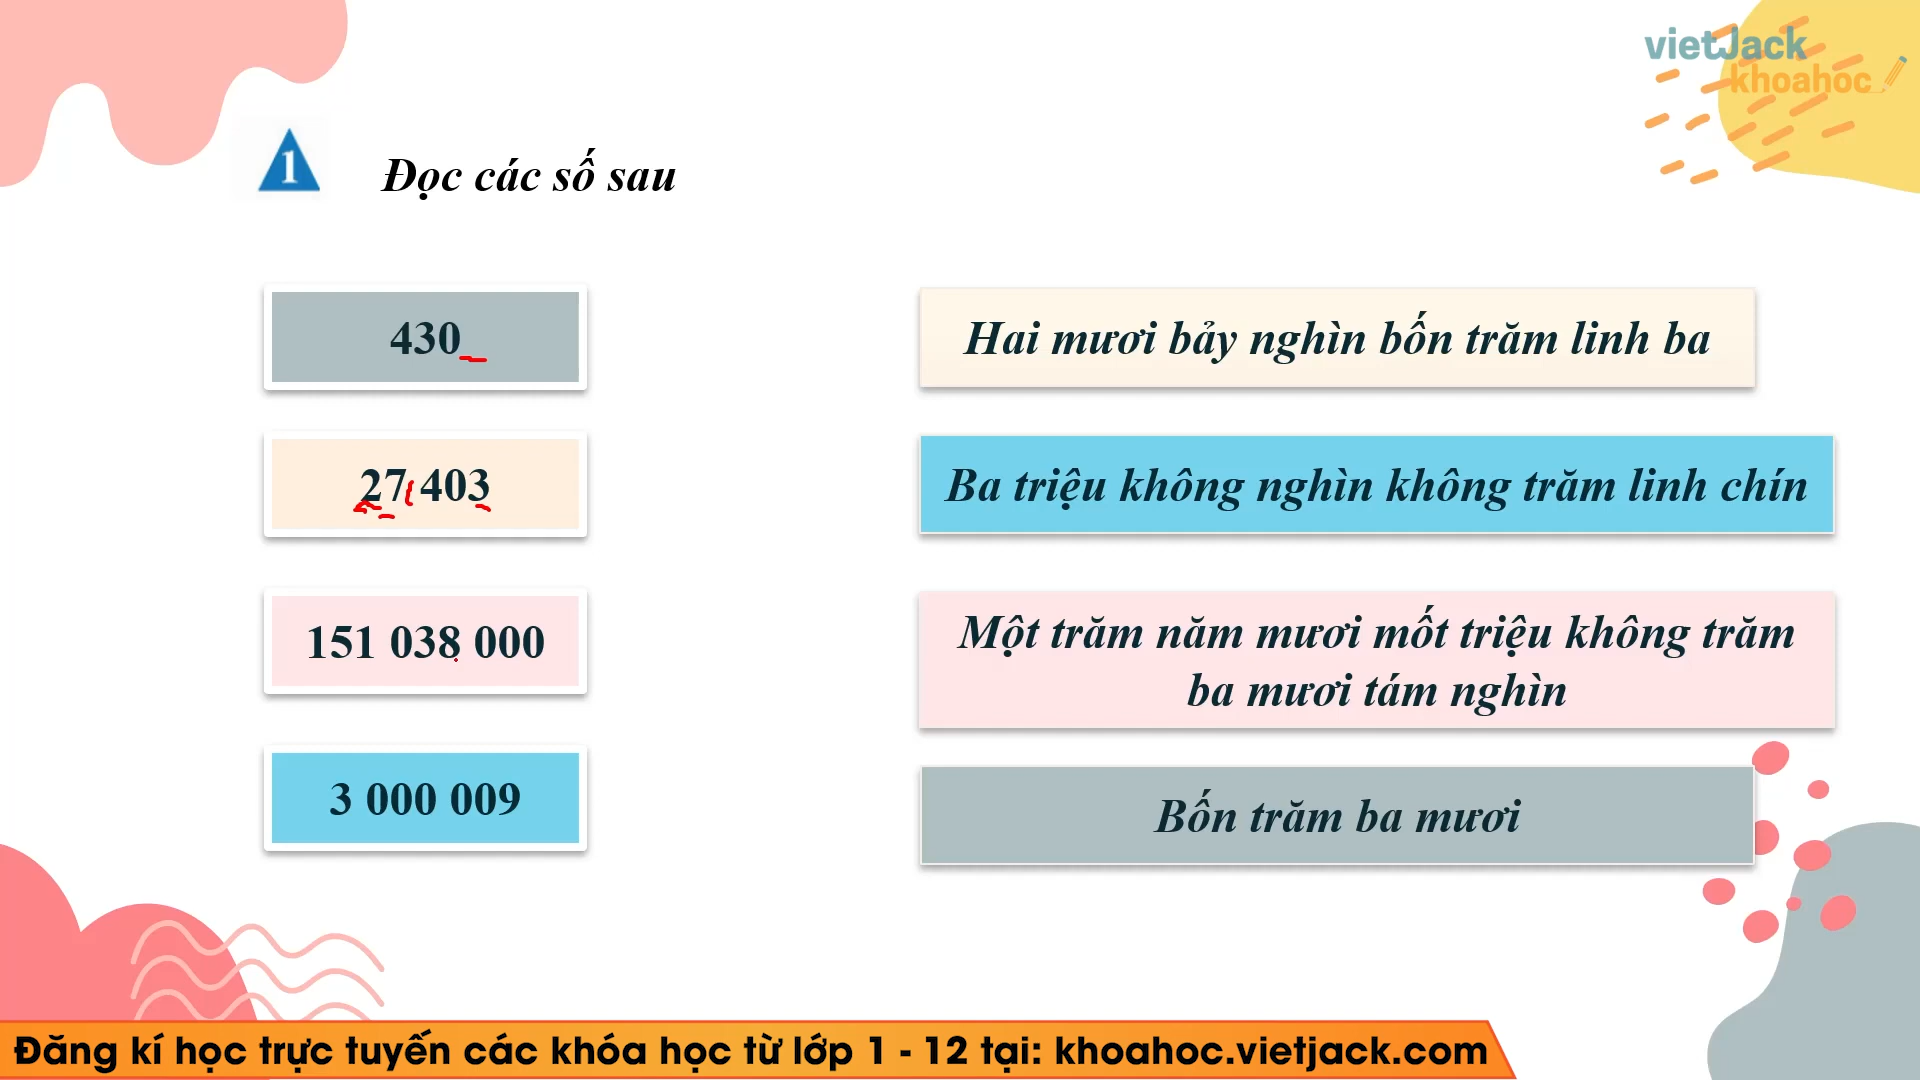 vietJack
khoahoc
1
Đọc các số sau
430
Hai mươi bảy nghìn bốn trăm linh ba
27 403
Ba triệu không nghìn không trăm linh chín
151 038 000
Một trăm năm mươi mốt triệu không trăm
ba mươi tám nghìn
3 000 009
Bốn trăm ba mươi
Đăng kí học trực tuyến các khóa học từ lớp 1 - 12 tại: khoahoc.vietjack.com